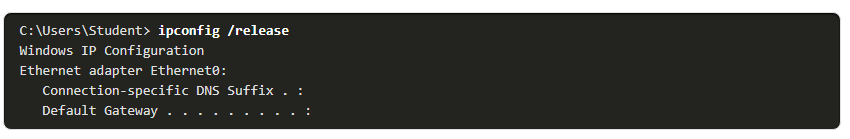 C:\Users\Student> ipconfig /release
Windows IP Configuration
Ethernet adapter Ethernet0:
Connection-specific DNS Suffix . :
Default Gateway . . . . . . . . . :